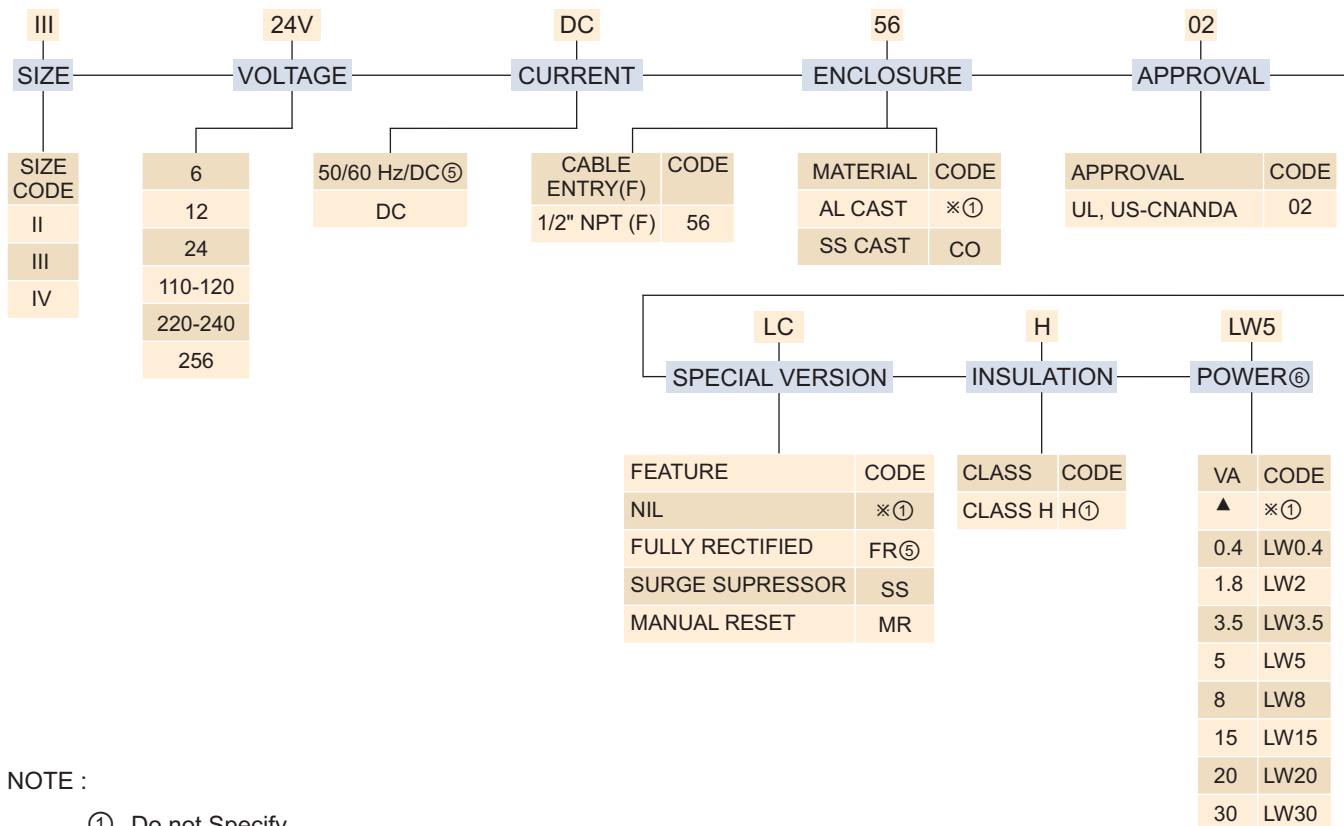 III 24V DC 56 02
SIZE VOLTAGE CURRENT ENCLOSURE APPROVAL
SIZE CODE
II
III
IV
6
12
24
110-120
220-240
256
50/60 Hz/DC⑤
DC
CABLE ENTRY(F) CODE
1/2" NPT (F) 56
MATERIAL CODE
AL CAST ※①
SS CAST CO
APPROVAL CODE
UL, US-CNANDA 02
LC H LW5
SPECIAL VERSION INSULATION POWER⑥
FEATURE CODE
NIL ※①
FULLY RECTIFIED FR⑤
SURGE SUPRESSOR SS
MANUAL RESET MR
CLASS CODE
CLASS H H①
VA CODE
▲ ※①
0.4 LW0.4
1.8 LW2
3.5 LW3.5
5 LW5
8 LW8
15 LW15
20 LW20
30 LW30
NOTE :
① Do not Specify